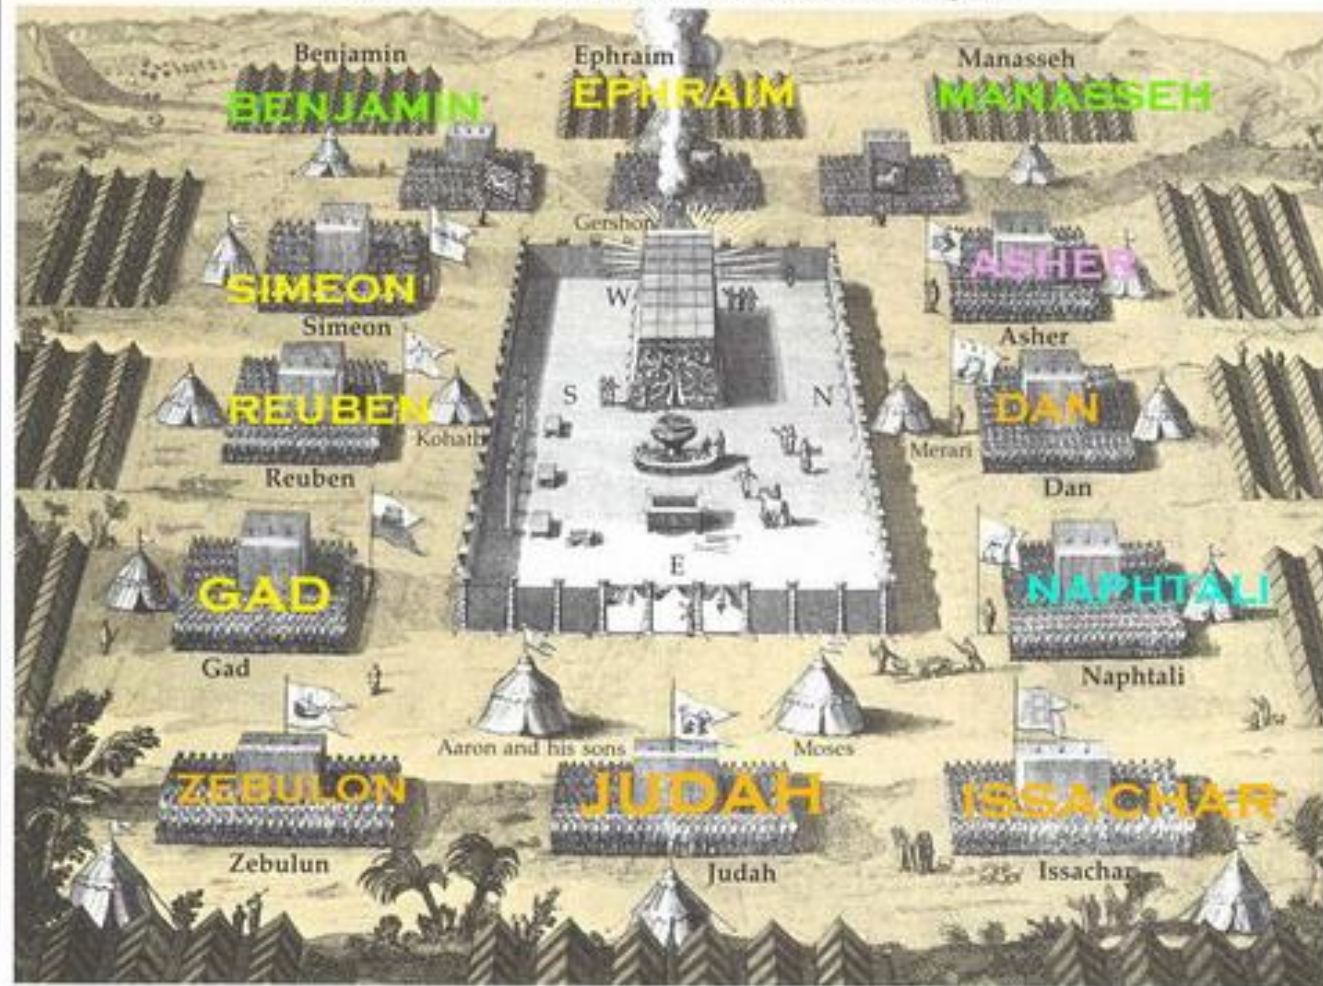 Benjamin
Ephraim
Manasseh
BENJAMIN
EPHRAIM
MANASSEH
Gershon
W
ASHER
SIMEON
Simeon
Asher
S
N
REUBEN
DAN
Kohath
Merari
Reuben
Dan
E
GAD
NAPHTALI
Gad
Naphtali
Aaron and his sons
Moses
ZEBULON
JUDAH
ISSACHAR
Zebulun
Judah
Issachar